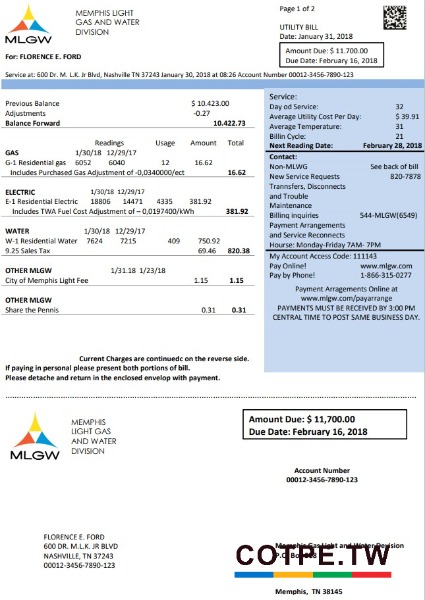 MEMPHIS LIGHT
GAS AND WATER
DIVISION
MLGW
Page 1 of 2
UTILITY BILL
Date: January 31, 2018
Amount Due: $ 11,700.00
Due Date: February 16, 2018
For: FLORENCE E. FORD
Service at: 600 Dr. M. L.K. Jr Blvd, Nashville TN 37243 January 30, 2018 at 08:26 Account Number 00012-3456-7890-123
Previous Balance $ 10.423.00
Adjustments -0.27
Balance Forward 10.422.73
Readings Usage Amount Total
GAS 1/30/18 12/29/17
G-1 Residential gas 6052 6040 12 16.62
Includes Purchased Gas Adjustment of -,0340000/ect 16.62
ELECTRIC 1/30/18 12/29/17
E-1 Residential Electric 18806 14471 4335 381.92
Includes TWA Fuel Cost Adjustment of – 0,0197400/kWh 381.92
WATER 1/30/18 12/29/17
W-1 Residential Water 7624 7215 409 750.92
9.25 Sales Tax 69.46 820.38
OTHER MLGW 1/31.18 1/23/18
City of Memphis Light Fee 1.15 1.15
OTHER MLGW
Share the Pennis 0.31 0.31
Current Charges are continuedc on the reverse side.
If paying in personal please present both portions of bill.
Please detache and return in the enclosed envelop with payment.
Service:
Day od Service: 32
Average Utility Cost Per Day: $ 39.91
Average Temperature: 31
Billin Cycle: 21
Next Reading Date: February 28, 2018
Contact:
Non-MLWG See back of bill
New Service Requests 820-7878
Trannsfers, Disconnects
and Trouble
Maintenance
Billing inquiries 544-MLGW(6549)
Payment Arrangements
and Service Reconnects
Hourse: Monday-Friday 7AM- 7PM
My Account Access Code: 111143
Pay Online! www.mlgw.com
Pay by Phone! 1-866-315-0277
Payment Arragements Online at
www.mlgw.com/payarrange
PAYMENTS MUST BE RECEIVED BY 3:00 PM
CENTRAL TIME TO POST SAME BUSINESS DAY.
MEMPHIS
LIGHT GAS
AND WATER
DIVISION
MLGW
Amount Due: $ 11,700.00
Due Date: February 16, 2018
Account Number
00012-3456-7890-123
FLORENCE E. FORD
600 DR. M.L.K. JR BLVD
NASHVILLE, TN 37243
00012-3456-7890-123
Memphis Gas Light and Water Division
COTPE.TW
Memphis, TN 38145